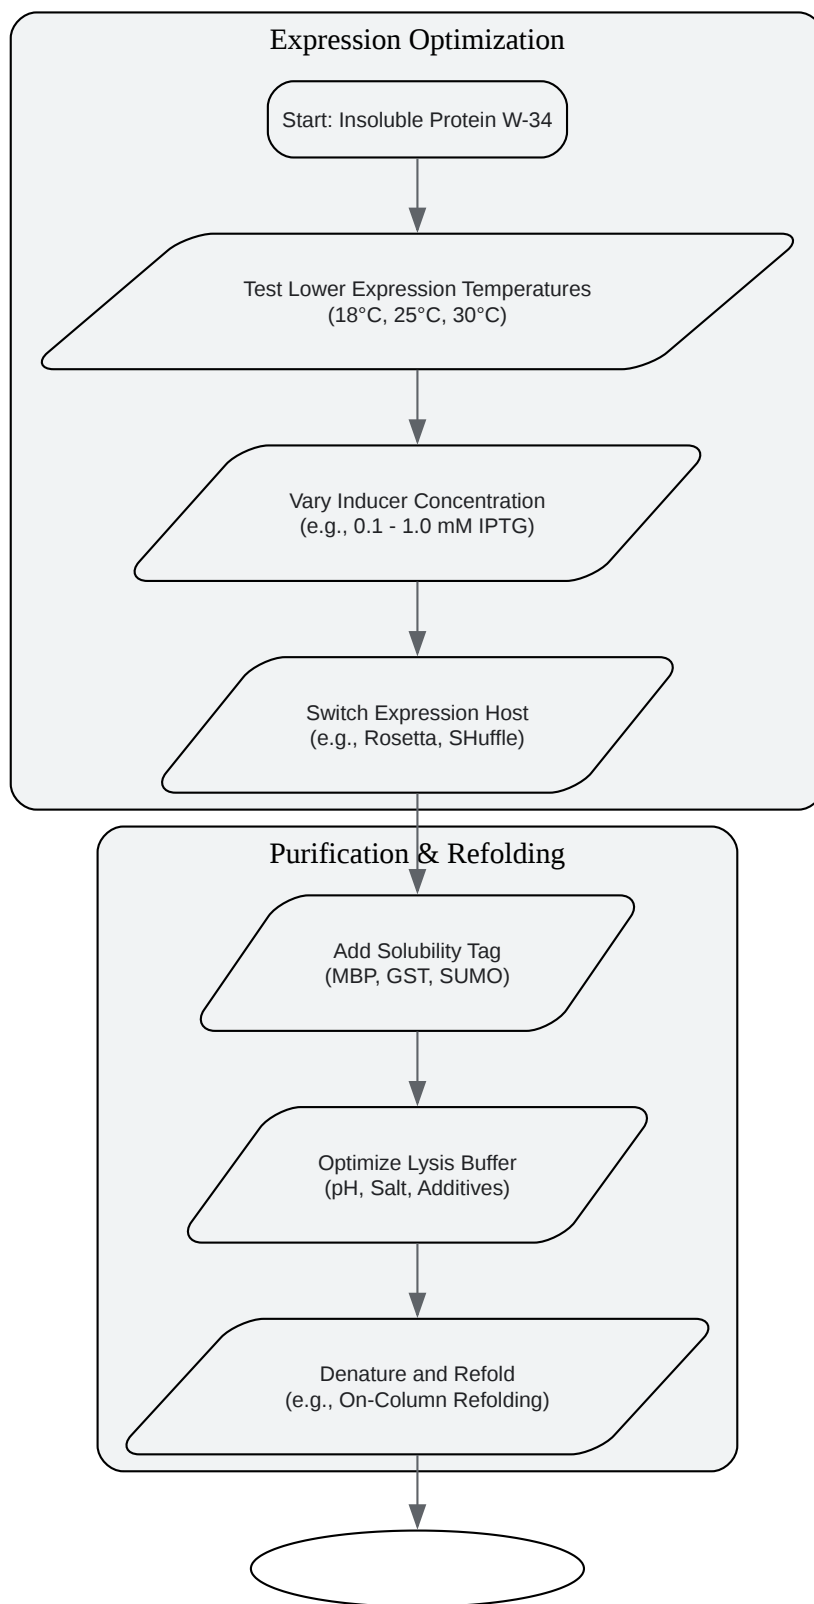 Expression Optimization
Start: Insoluble Protein W-34
Test Lower Expression Temperatures
(18°C, 25°C, 30°C)
Vary Inducer Concentration
(e.g., 0.1 - 1.0 mM IPTG)
Switch Expression Host
(e.g., Rosetta, SHuffle)
Purification & Refolding
Add Solubility Tag
(MBP, GST, SUMO)
Optimize Lysis Buffer
(pH, Salt, Additives)
Denature and Refold
(e.g., On-Column Refolding)